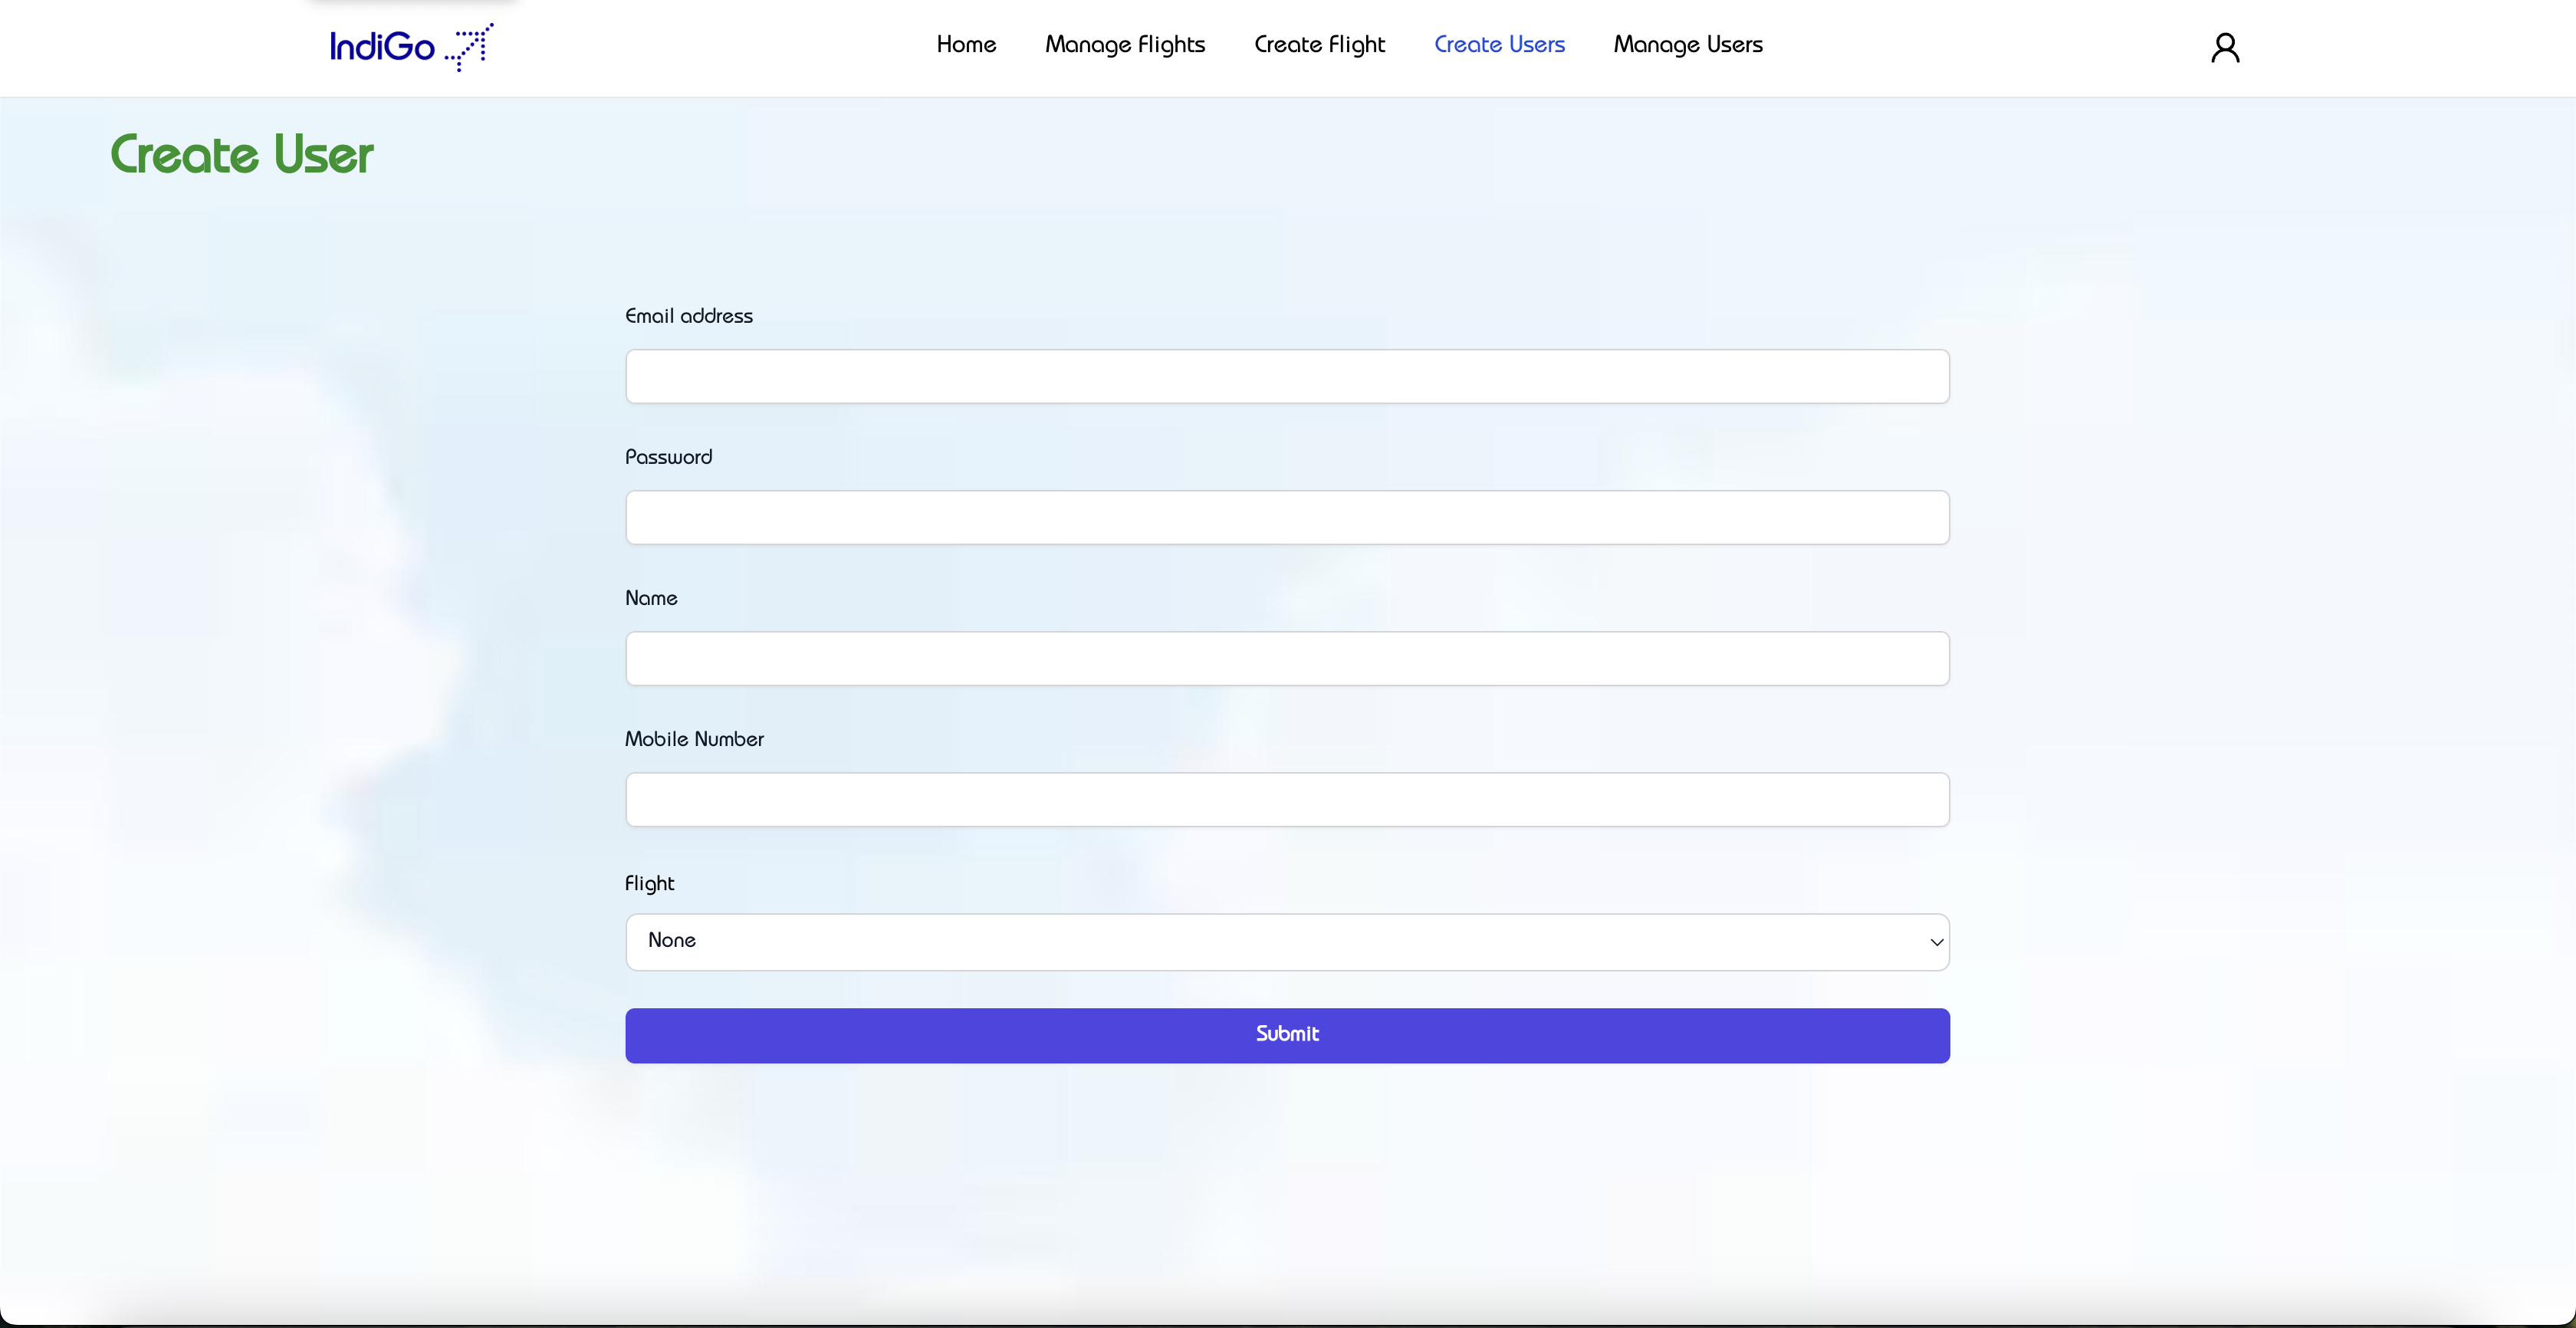 IndiGo
Home Manage Flights Create Flight Create Users Manage Users
Create User
Email address
Password
Name
Mobile Number
Flight
None
Submit